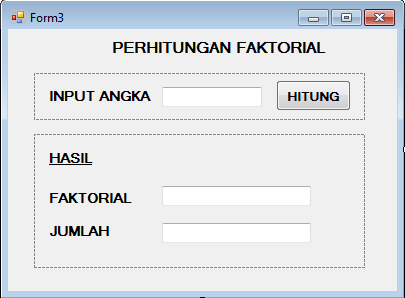 Form3
PERHITUNGAN FAKTORIAL
INPUT ANGKA HITUNG
HASIL
FAKTORIAL
JUMLAH